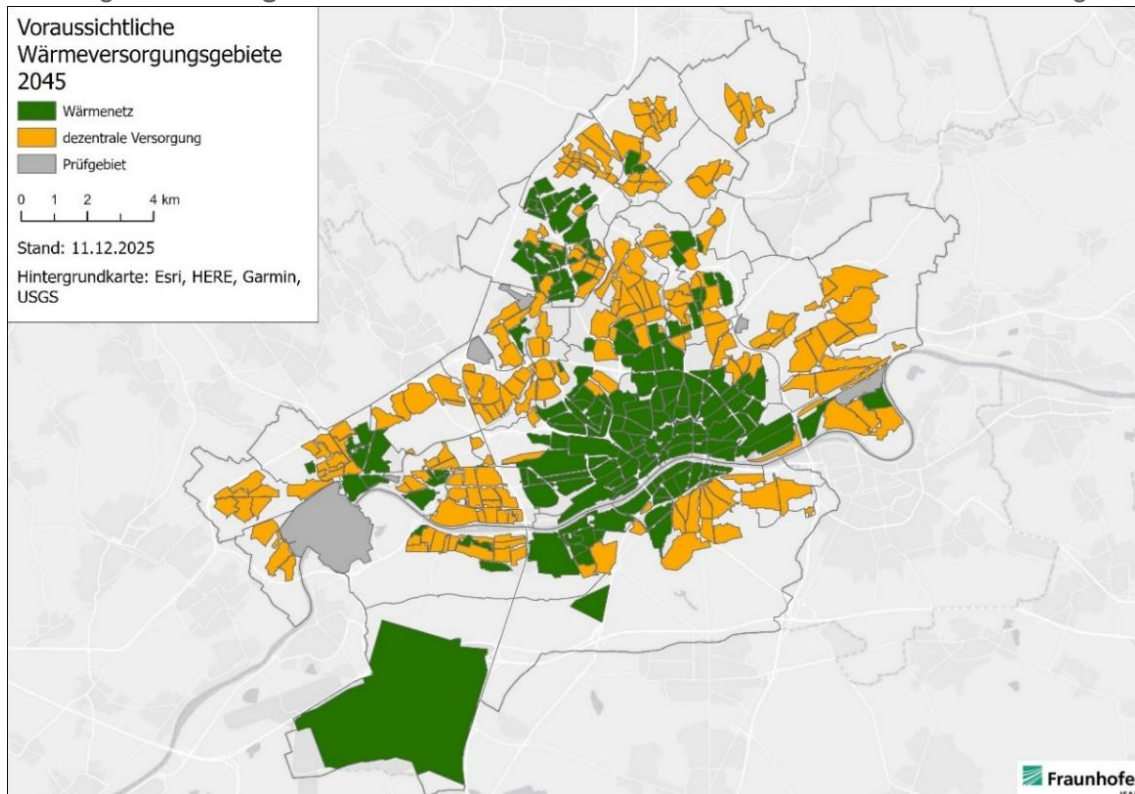 Voraussichtliche
Wärmeversorgungsgebiete
2045
Wärmenetz
dezentrale Versorgung
Prüfgebiet
0 1 2 4 km
Stand: 11.12.2025
Hintergrundkarte: Esri, HERE, Garmin,
USGS
Fraunhofer